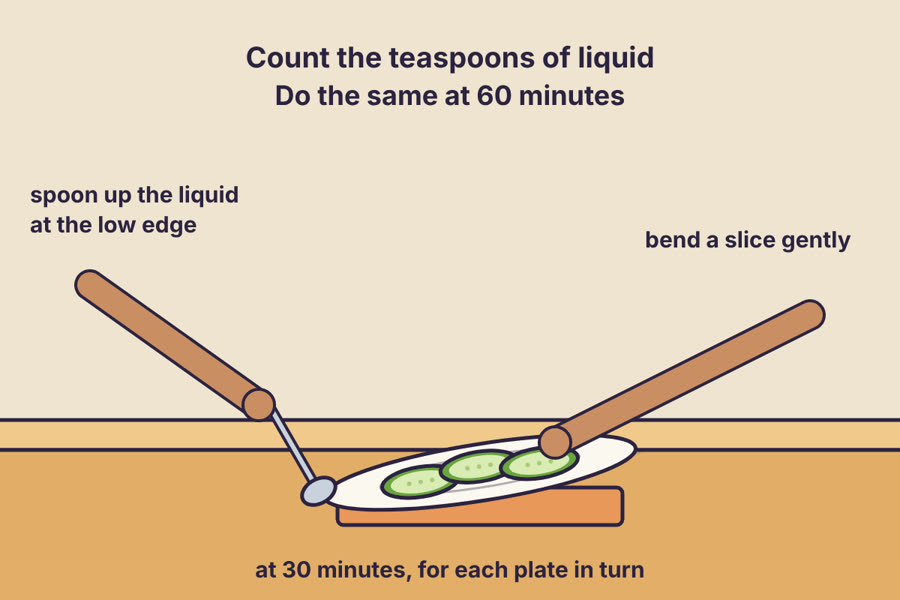 Count the teaspoons of liquid
Do the same at 60 minutes
spoon up the liquid
at the low edge
bend a slice gently
at 30 minutes, for each plate in turn